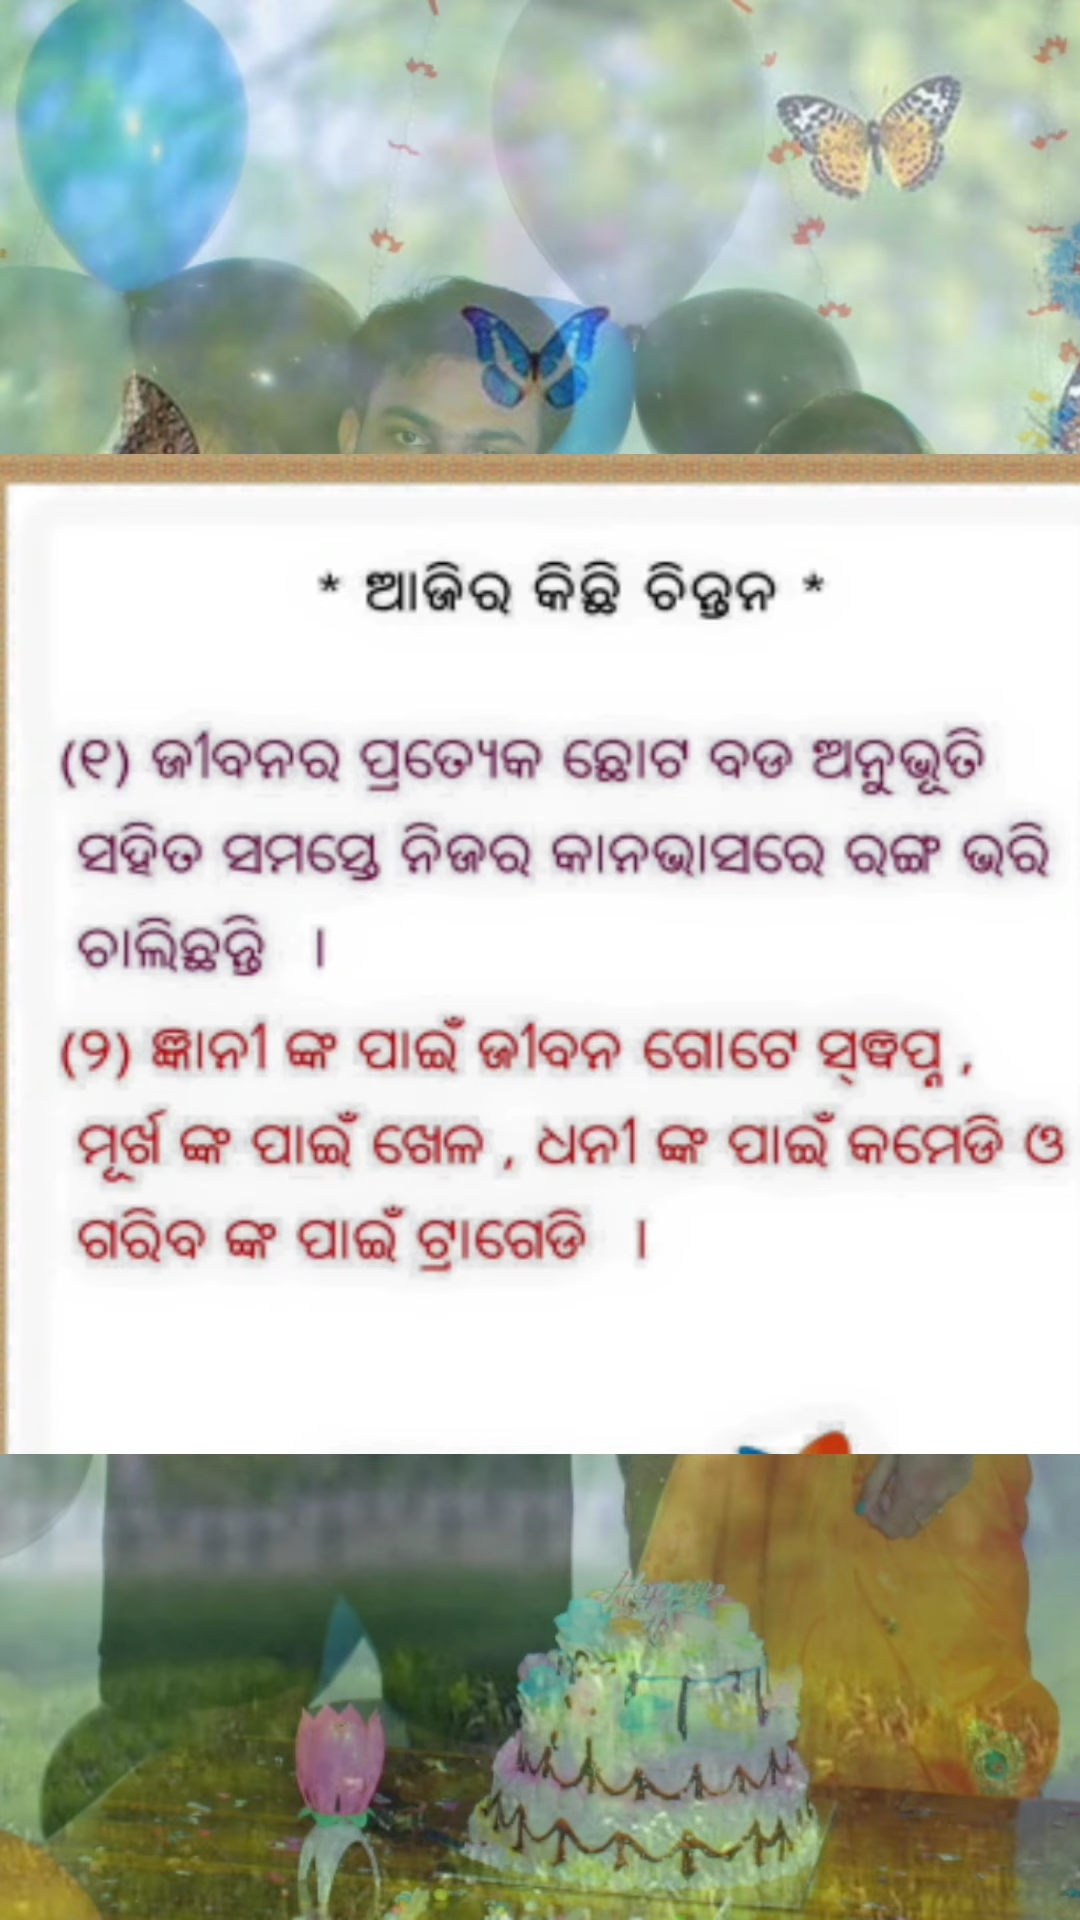 * ଆଜିର କିଛି ଚିନ୍ତନ *
(୧) ଜୀବନର ପ୍ରତ୍ୟେକ ଛୋଟ ବଡ ଅନୁଭୂତି
ସହିତ ସମସ୍ତେ ନିଜର କାନଭାସରେ ରଙ୍ଗ ଭରି
ଚାଲିଛନ୍ତି ।
(୨) ଜ୍ଞାନୀ ଙ୍କ ପାଇଁ ଜୀବନ ଗୋଟେ ସ୍ୱପ୍ନ ,
ମୂର୍ଖ ଙ୍କ ପାଇଁ ଖେଳ , ଧନୀ ଙ୍କ ପାଇଁ କମେଡି ଓ
ଗରିବ ଙ୍କ ପାଇଁ ଟ୍ରାଗେଡି ।
Happy